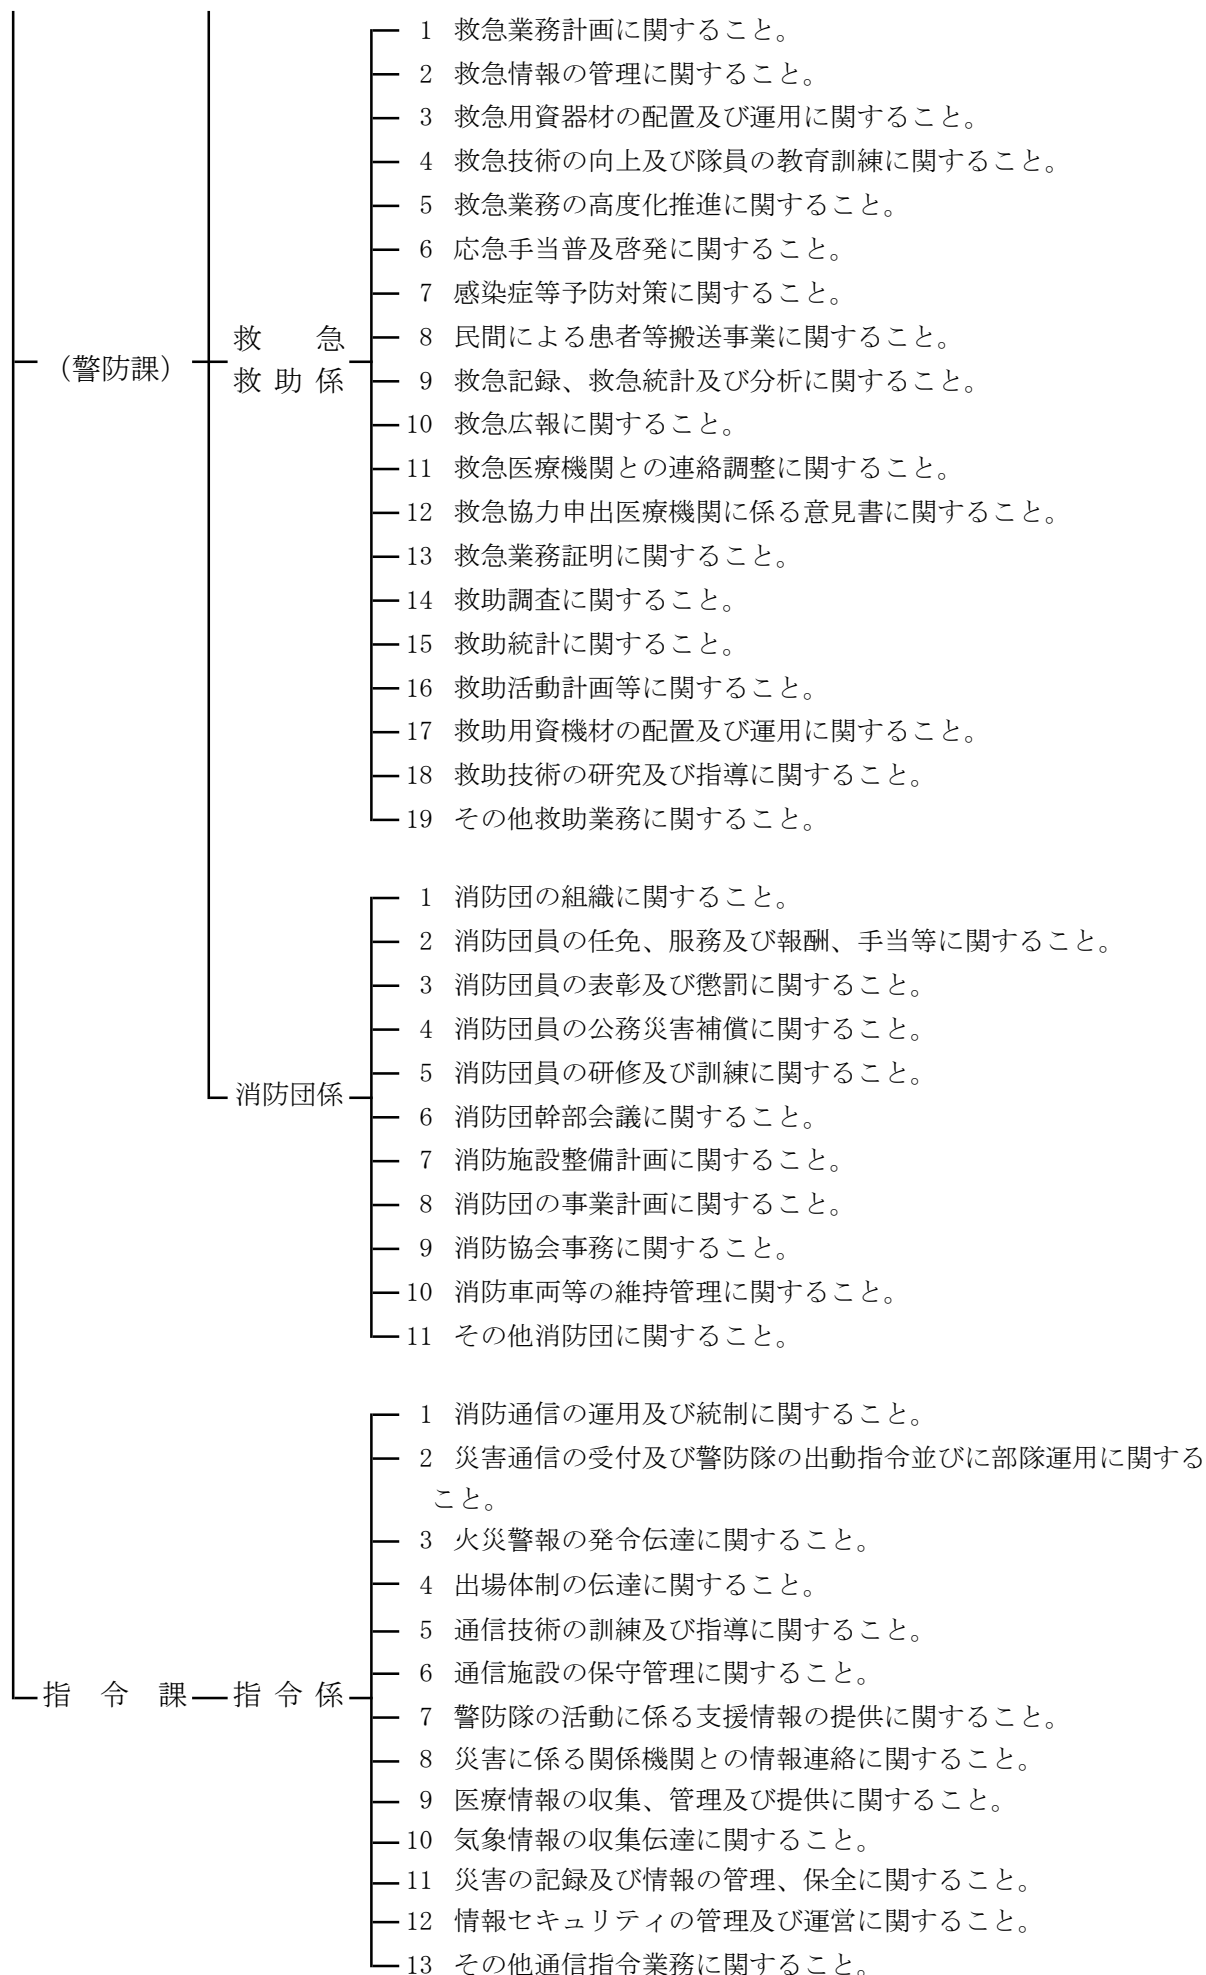 (警防課)
救急
救助係
1 救急業務計画に関すること。
2 救急情報の管理に関すること。
3 救急用資器材の配置及び運用に関すること。
4 救急技術の向上及び隊員の教育訓練に関すること。
5 救急業務の高度化推進に関すること。
6 応急手当普及啓発に関すること。
7 感染症等予防対策に関すること。
8 民間による患者等搬送事業に関すること。
9 救急記録、救急統計及び分析に関すること。
10 救急広報に関すること。
11 救急医療機関との連絡調整に関すること。
12 救急協力申出医療機関に係る意見書に関すること。
13 救急業務証明に関すること。
14 救助調査に関すること。
15 救助統計に関すること。
16 救助活動計画等に関すること。
17 救助用資機材の配置及び運用に関すること。
18 救助技術の研究及び指導に関すること。
19 その他救助業務に関すること。
消防団係
1 消防団の組織に関すること。
2 消防団員の任免、服務及び報酬、手当等に関すること。
3 消防団員の表彰及び懲罰に関すること。
4 消防団員の公務災害補償に関すること。
5 消防団員の研修及び訓練に関すること。
6 消防団幹部会議に関すること。
7 消防施設整備計画に関すること。
8 消防団の事業計画に関すること。
9 消防協会事務に関すること。
10 消防車両等の維持管理に関すること。
11 その他消防団に関すること。
指令課
指令係
1 消防通信の運用及び統制に関すること。
2 災害通信の受付及び警防隊の出動指令並びに部隊運用に関する
こと。
3 火災警報の発令伝達に関すること。
4 出場体制の伝達に関すること。
5 通信技術の訓練及び指導に関すること。
6 通信施設の保守管理に関すること。
7 警防隊の活動に係る支援情報の提供に関すること。
8 災害に係る関係機関との情報連絡に関すること。
9 医療情報の収集、管理及び提供に関すること。
10 気象情報の収集伝達に関すること。
11 災害の記録及び情報の管理、保全に関すること。
12 情報セキュリティの管理及び運営に関すること。
13 その他通信指令業務に関すること。